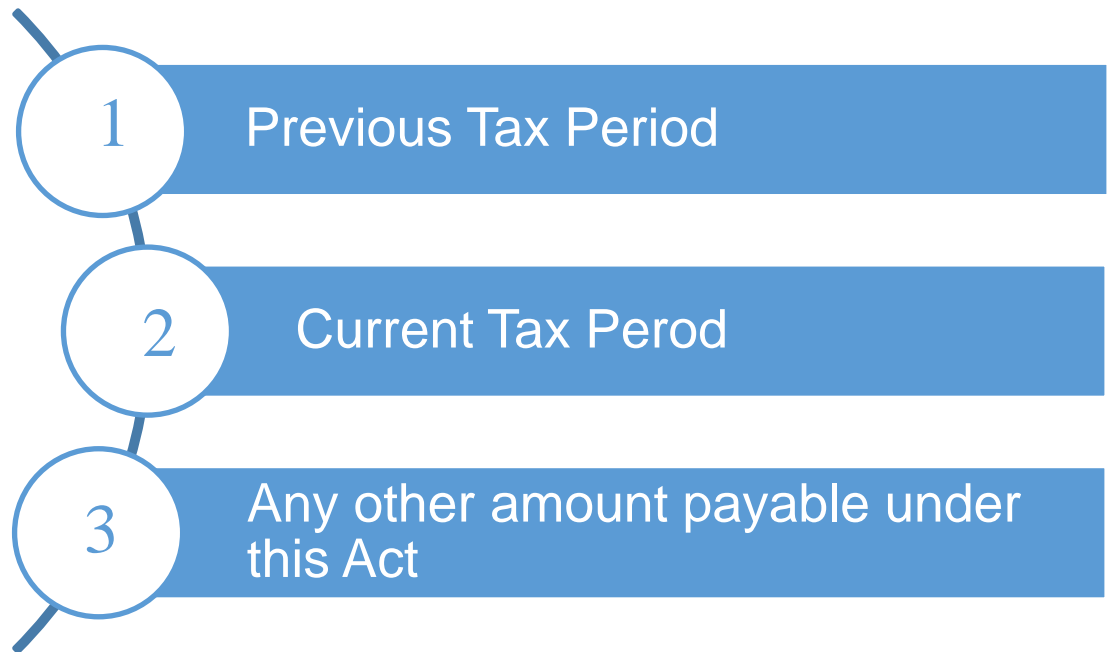 1
Previous Tax Period
2
Current Tax Perod
3
Any other amount payable under
this Act